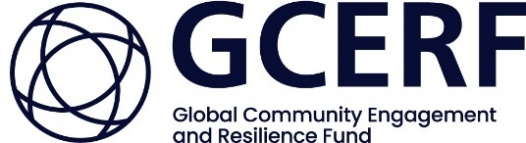 GCERF
Global Community Engagement
and Resilience Fund